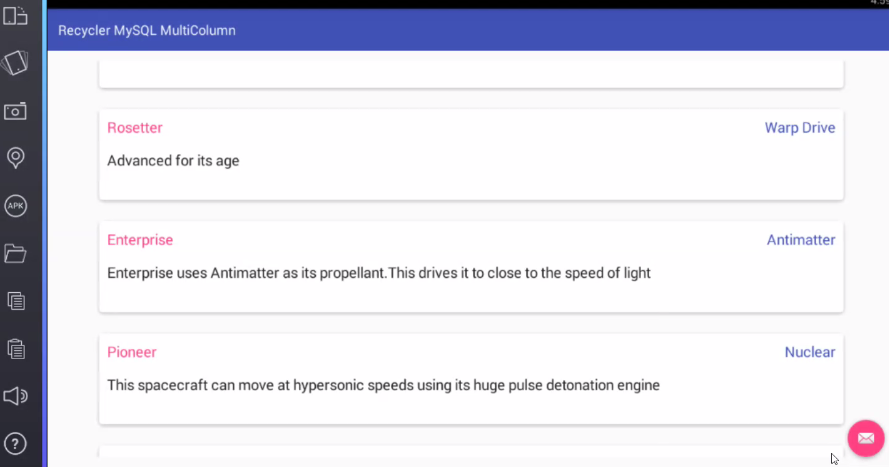 Recycler MySQL MultiColumn
Rosetter
Warp Drive
Advanced for its age
Enterprise
Antimatter
Enterprise uses Antimatter as its propellant.This drives it to close to the speed of light
Pioneer
Nuclear
This spacecraft can move at hypersonic speeds using its huge pulse detonation engine
APK
?